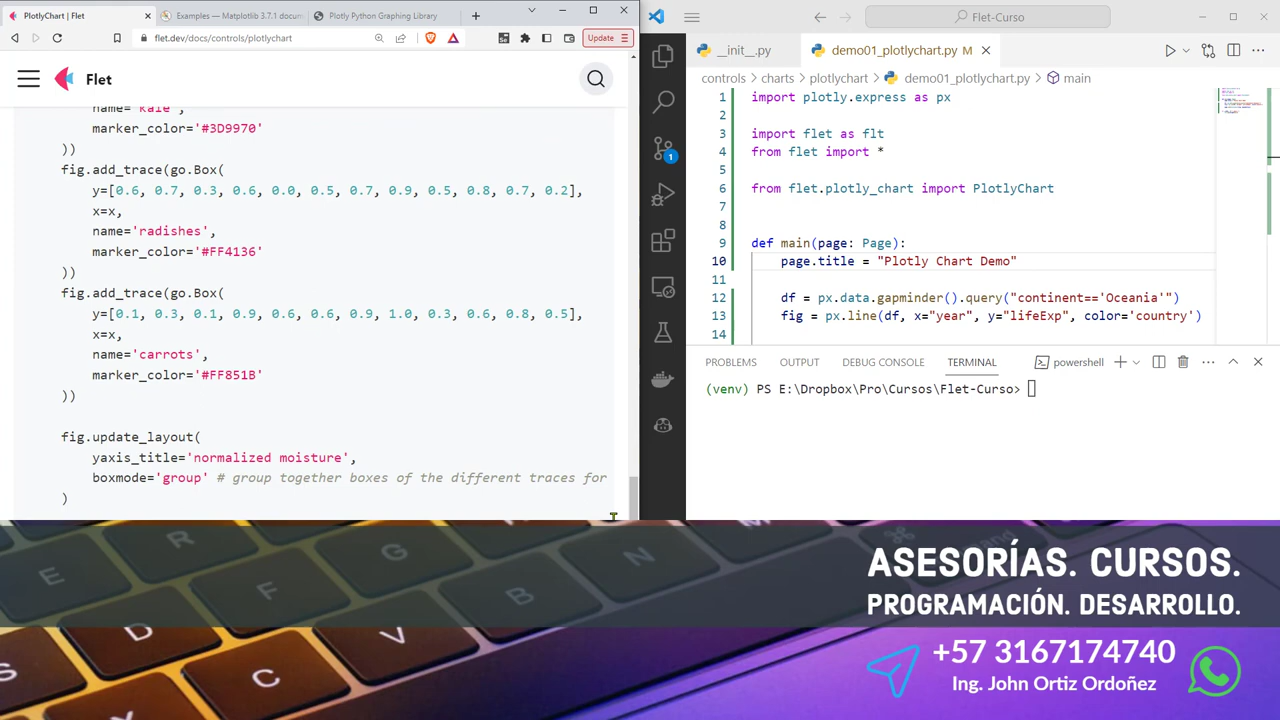 PlotlyChart | Flet
Examples — Matplotlib 3.7.1 docum
Plotly Python Graphing Library
flet.dev/docs/controls/plotlychart
Update
Flet
name='kale',
marker_color='#3D9970'
))
fig.add_trace(go.Box(
y=[0.6, 0.7, 0.3, 0.6, 0.0, 0.5, 0.7, 0.9, 0.5, 0.8, 0.7, 0.2],
x=x,
name='radishes',
marker_color='#FF4136'
))
fig.add_trace(go.Box(
y=[0.1, 0.3, 0.1, 0.9, 0.6, 0.6, 0.9, 1.0, 0.3, 0.6, 0.8, 0.5],
x=x,
name='carrots',
marker_color='#FF851B'
))
fig.update_layout(
yaxis_title='normalized moisture',
boxmode='group' # group together boxes of the different traces for
)
Flet-Curso
__init__.py
demo01_plotlychart.py M
controls > charts > plotlychart > demo01_plotlychart.py > main
1 import plotly.express as px
2
3 import flet as flt
4 from flet import *
5
6 from flet.plotly_chart import PlotlyChart
7
8
9 def main(page: Page):
10 page.title = "Plotly Chart Demo"
11
12 df = px.data.gapminder().query("continent=='Oceania'")
13 fig = px.line(df, x="year", y="lifeExp", color='country')
14
1
PROBLEMS OUTPUT DEBUG CONSOLE TERMINAL powershell
(venv) PS E:\Dropbox\Pro\Cursos\Flet-Curso>
ASESORÍAS. CURSOS.
PROGRAMACIÓN. DESARROLLO.
+57 3167174740
Ing. John Ortiz Ordoñez